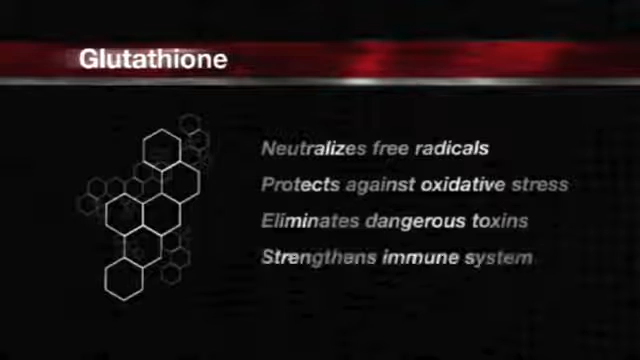 Glutathione
Neutralizes free radicals
Protects against oxidative stress
Eliminates dangerous toxins
Strengthens immune system